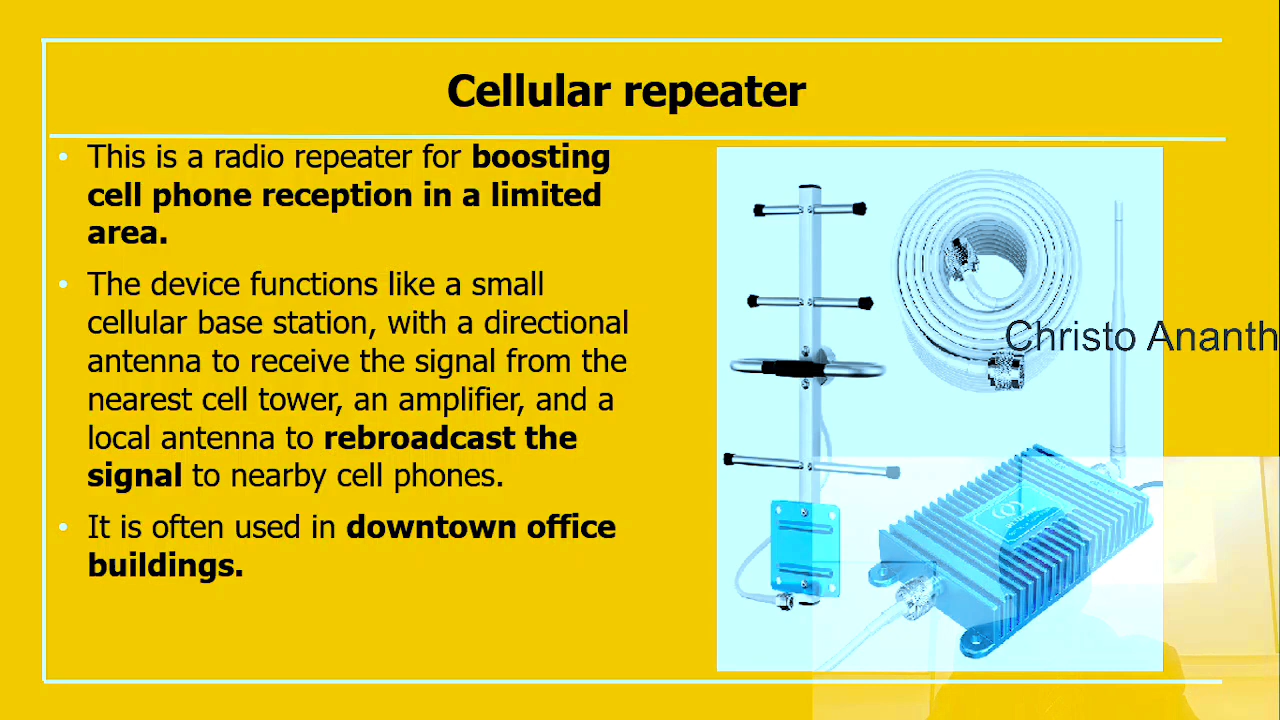 Cellular repeater
• This is a radio repeater for boosting
cell phone reception in a limited
area.
• The device functions like a small
cellular base station, with a directional
antenna to receive the signal from the
nearest cell tower, an amplifier, and a
local antenna to rebroadcast the
signal to nearby cell phones.
• It is often used in downtown office
buildings.
Christo Ananth